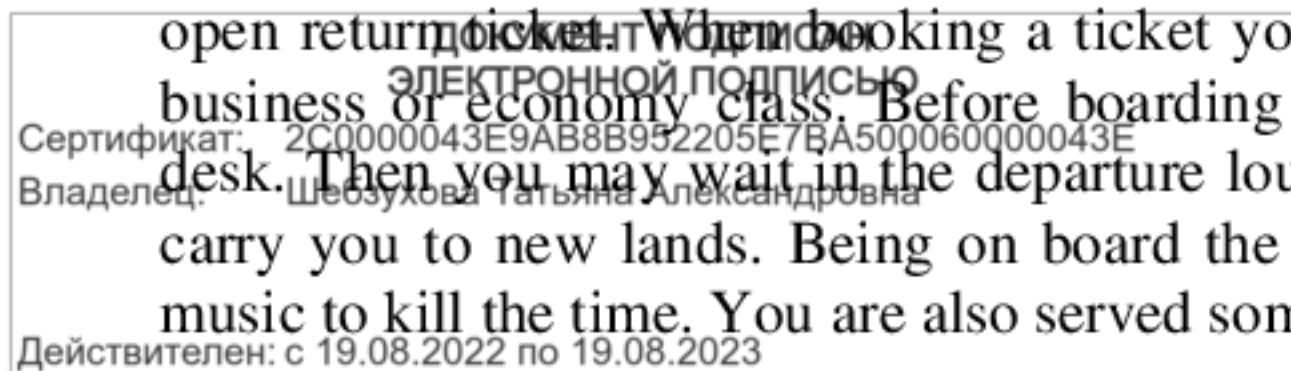 open return ticket. When booking a ticket yo
ДОКУМЕНТ ПОДПИСАН
ЭЛЕКТРОННОЙ ПОДПИСЬЮ
business or economy class. Before boarding
Сертификат: 2C0000043E9AB8B952205E7BA500060000043E
desk. Then you may wait in the departure lou
Владелец: Шебзухова Татьяна Александровна
carry you to new lands. Being on board the
music to kill the time. You are also served som
Действителен: с 19.08.2022 по 19.08.2023